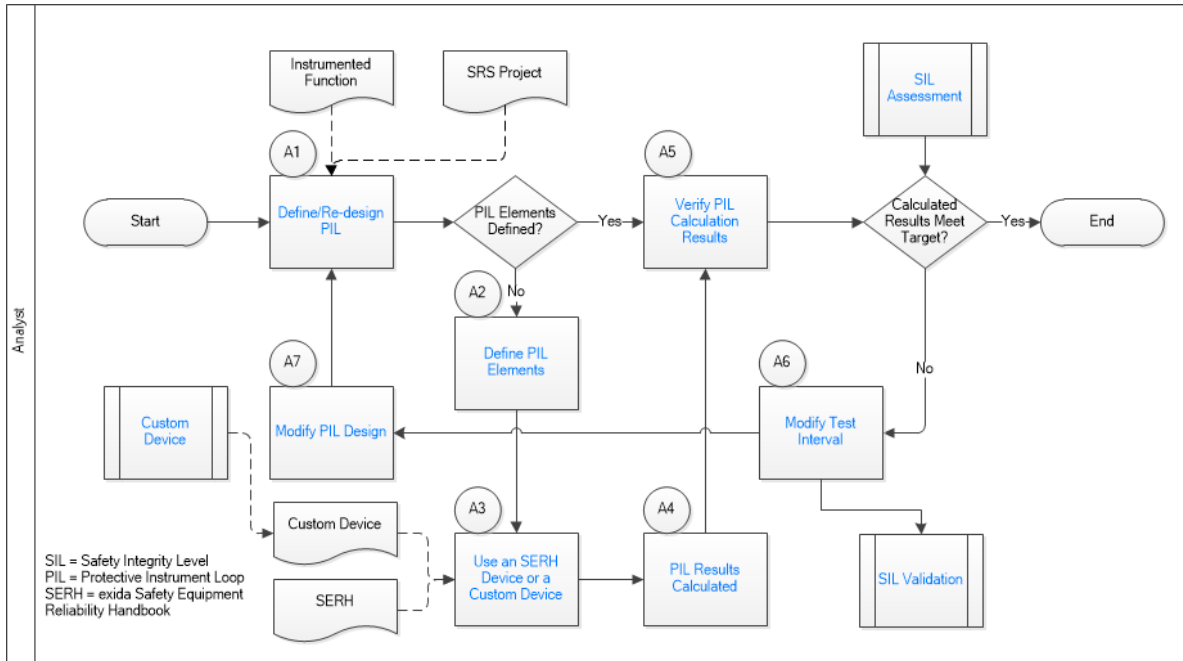 Analyst
Instrumented
Function
SRS Project
SIL
Assessment
A1
A5
Start
Define/Re-design
PIL
PIL Elements
Defined?
Yes
Verify PIL
Calculation
Results
Calculated
Results Meet
Target?
Yes
End
No
A2
Define PIL
Elements
No
A7
A6
Custom
Device
Modify PIL Design
Modify Test
Interval
A3
A4
Custom Device
Use an SERH
Device or a
Custom Device
PIL Results
Calculated
SIL Validation
SERH
SIL = Safety Integrity Level
PIL = Protective Instrument Loop
SERH = exida Safety Equipment
Reliability Handbook